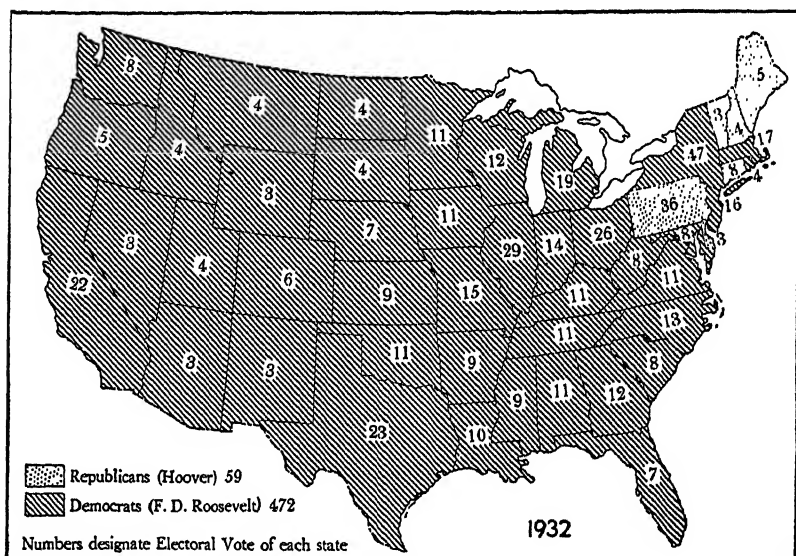 8 4 4 11 5
5 4 4 12 3 4 17
3 19 47 8 4
3 7 11 36 16
22 4 6 29 14 26 8 3
9 15 8 11
11 11 13
3 3 11 9 8
9 11 12
23 10
7
Republicans (Hoover) 59
Democrats (F. D. Roosevelt) 472
1932
Numbers designate Electoral Vote of each state